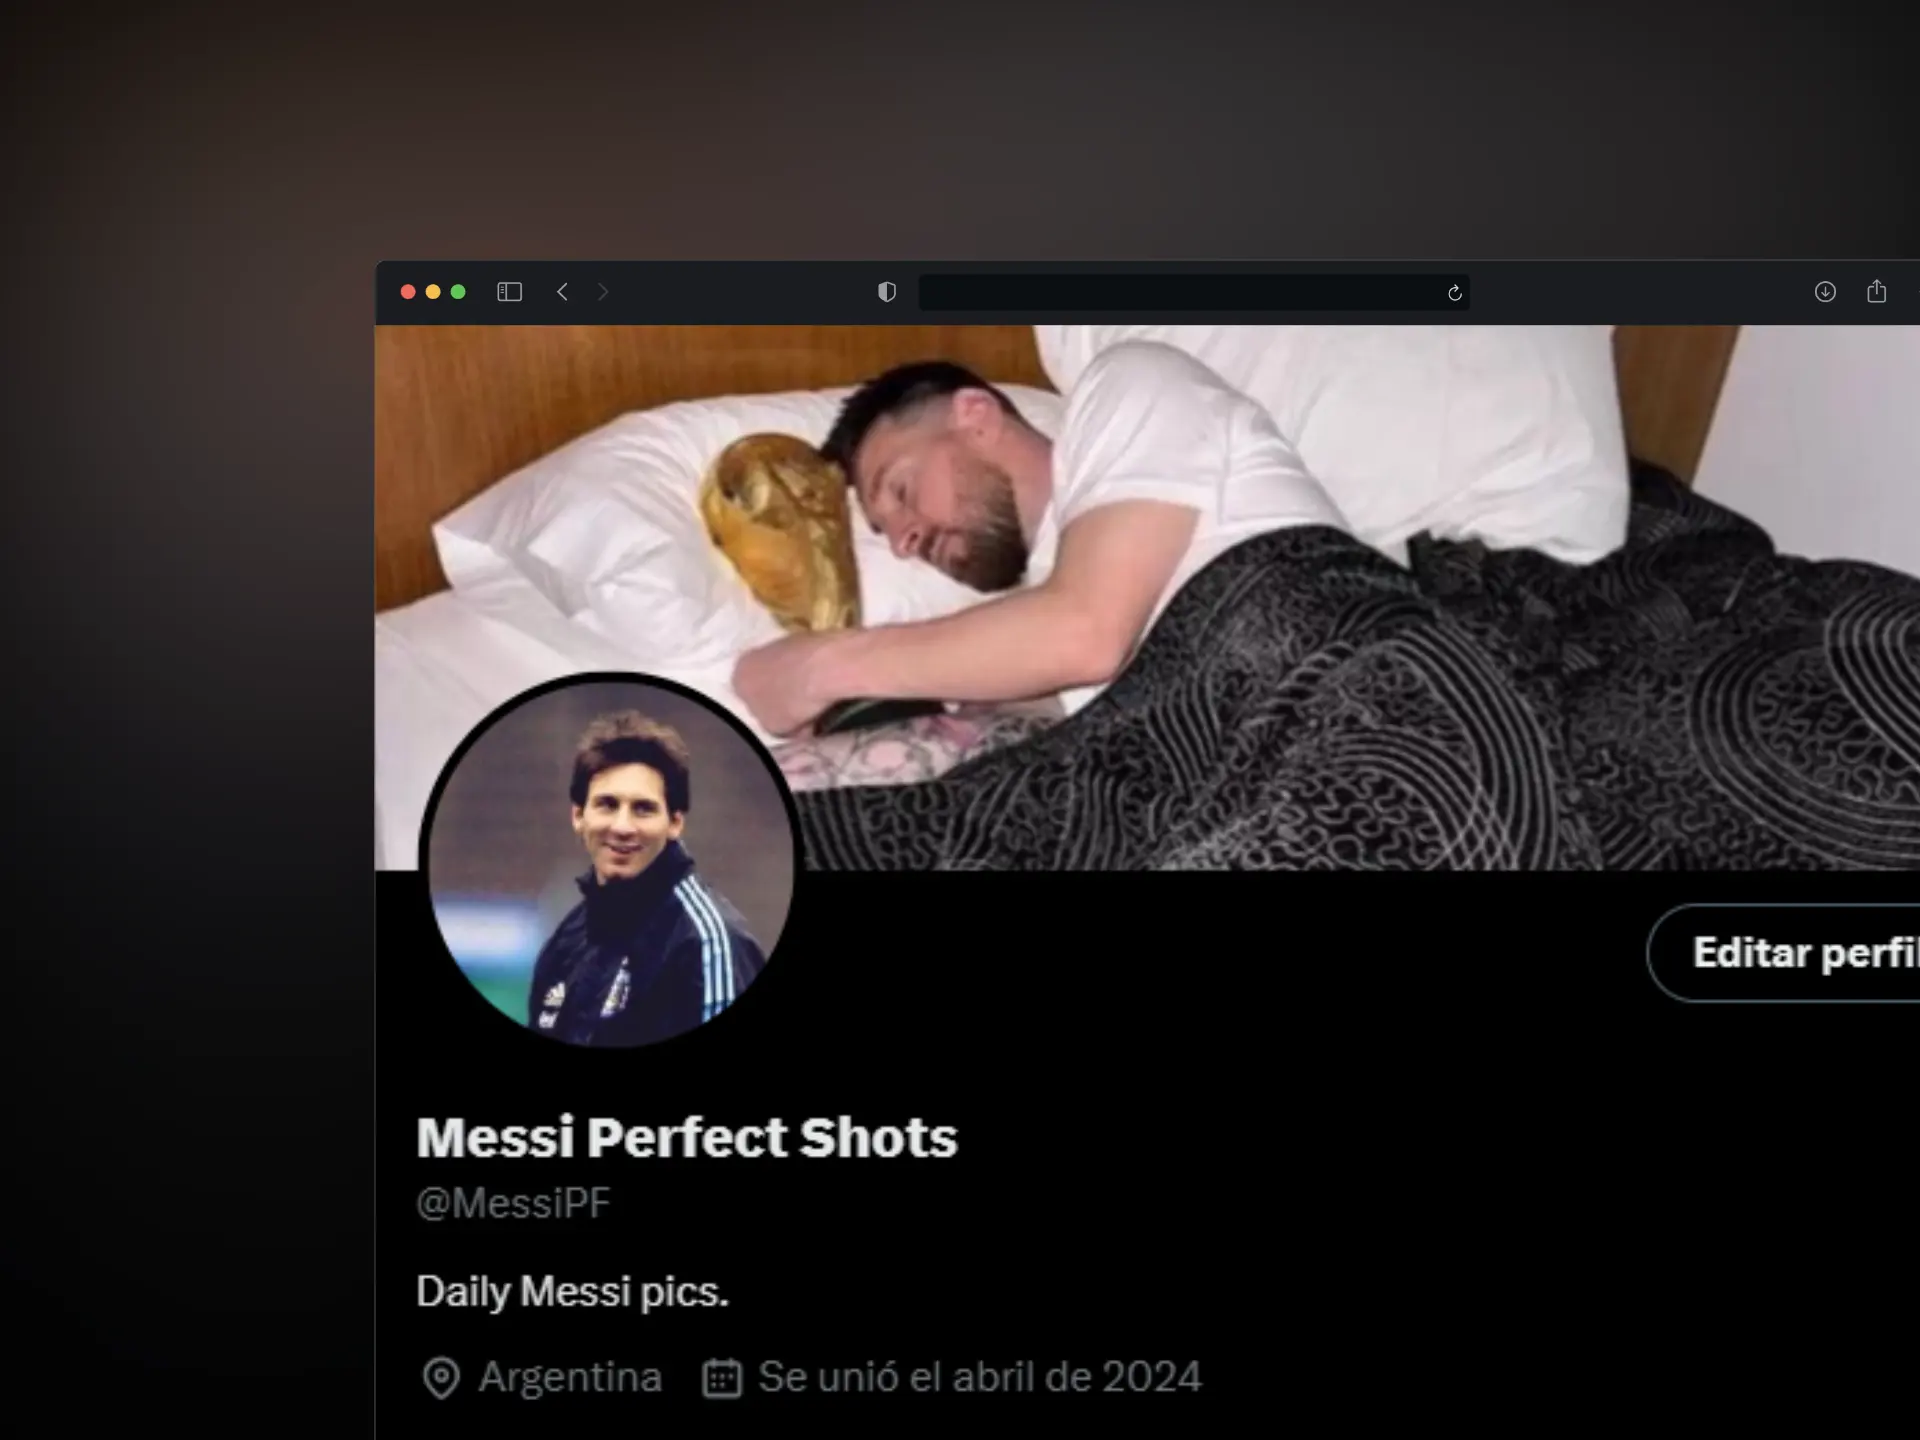 Editar perfil
Messi Perfect Shots
@MessiPF
Daily Messi pics.
Argentina Se unió el abril de 2024